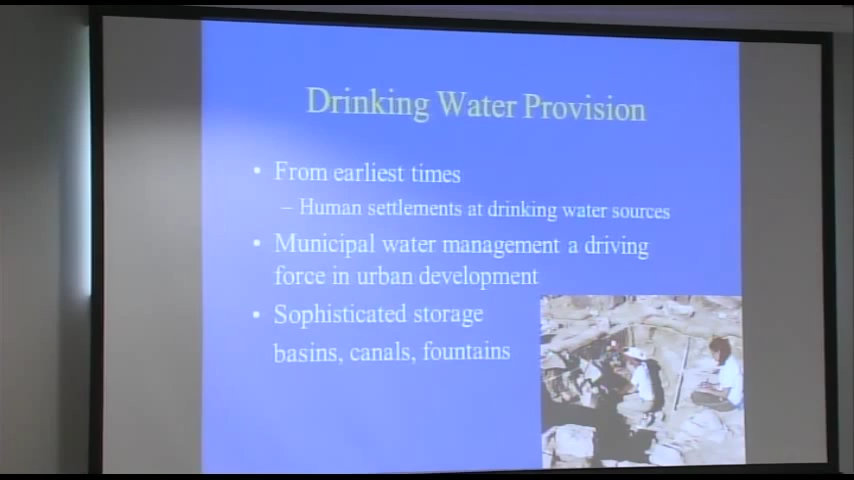 Drinking Water Provision
• From earliest times
– Human settlements at drinking water sources
• Municipal water management a driving
force in urban development
• Sophisticated storage
basins, canals, fountains